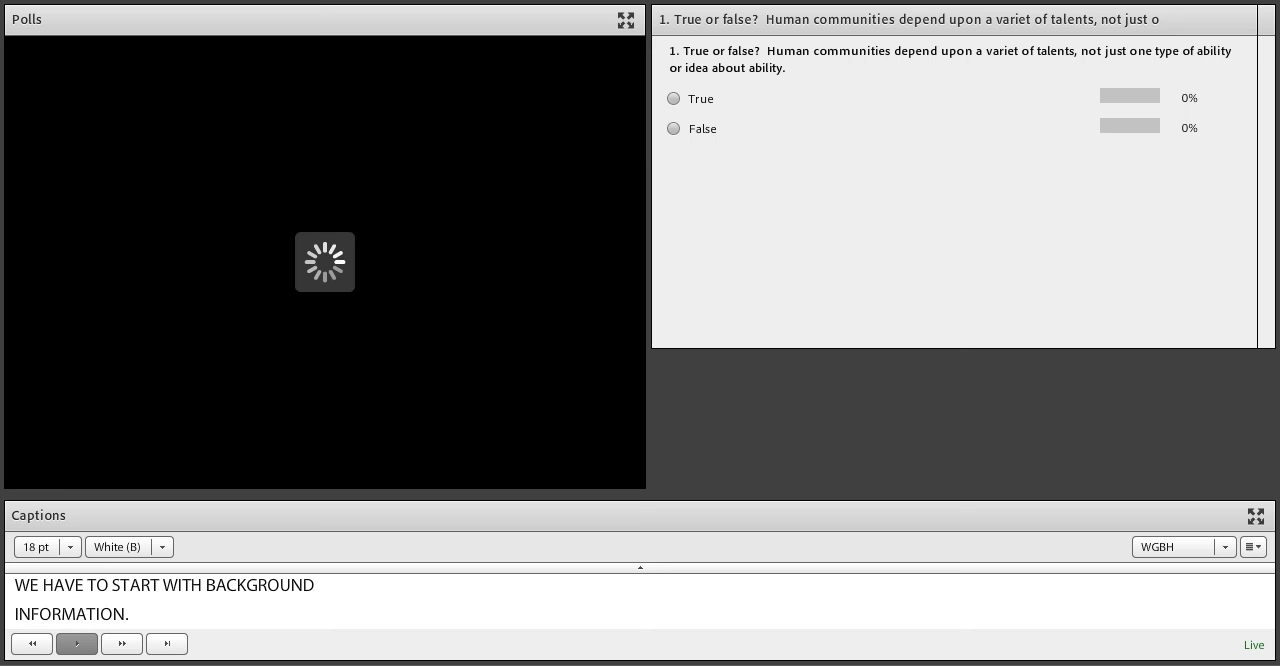 Polls
1. True or false? Human communities depend upon a variet of talents, not just o
1. True or false? Human communities depend upon a variet of talents, not just one type of ability
or idea about ability.
True 0%
False 0%
Captions
18 pt White (B) WGBH
WE HAVE TO START WITH BACKGROUND
INFORMATION.
Live